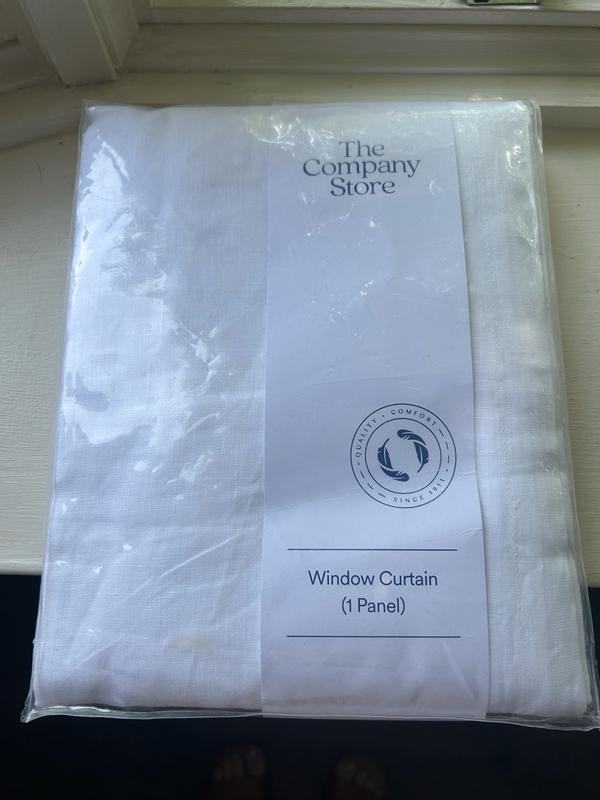 The
Company
Store
QUALITY • COMFORT
SINCE 1911
Window Curtain
(1 Panel)